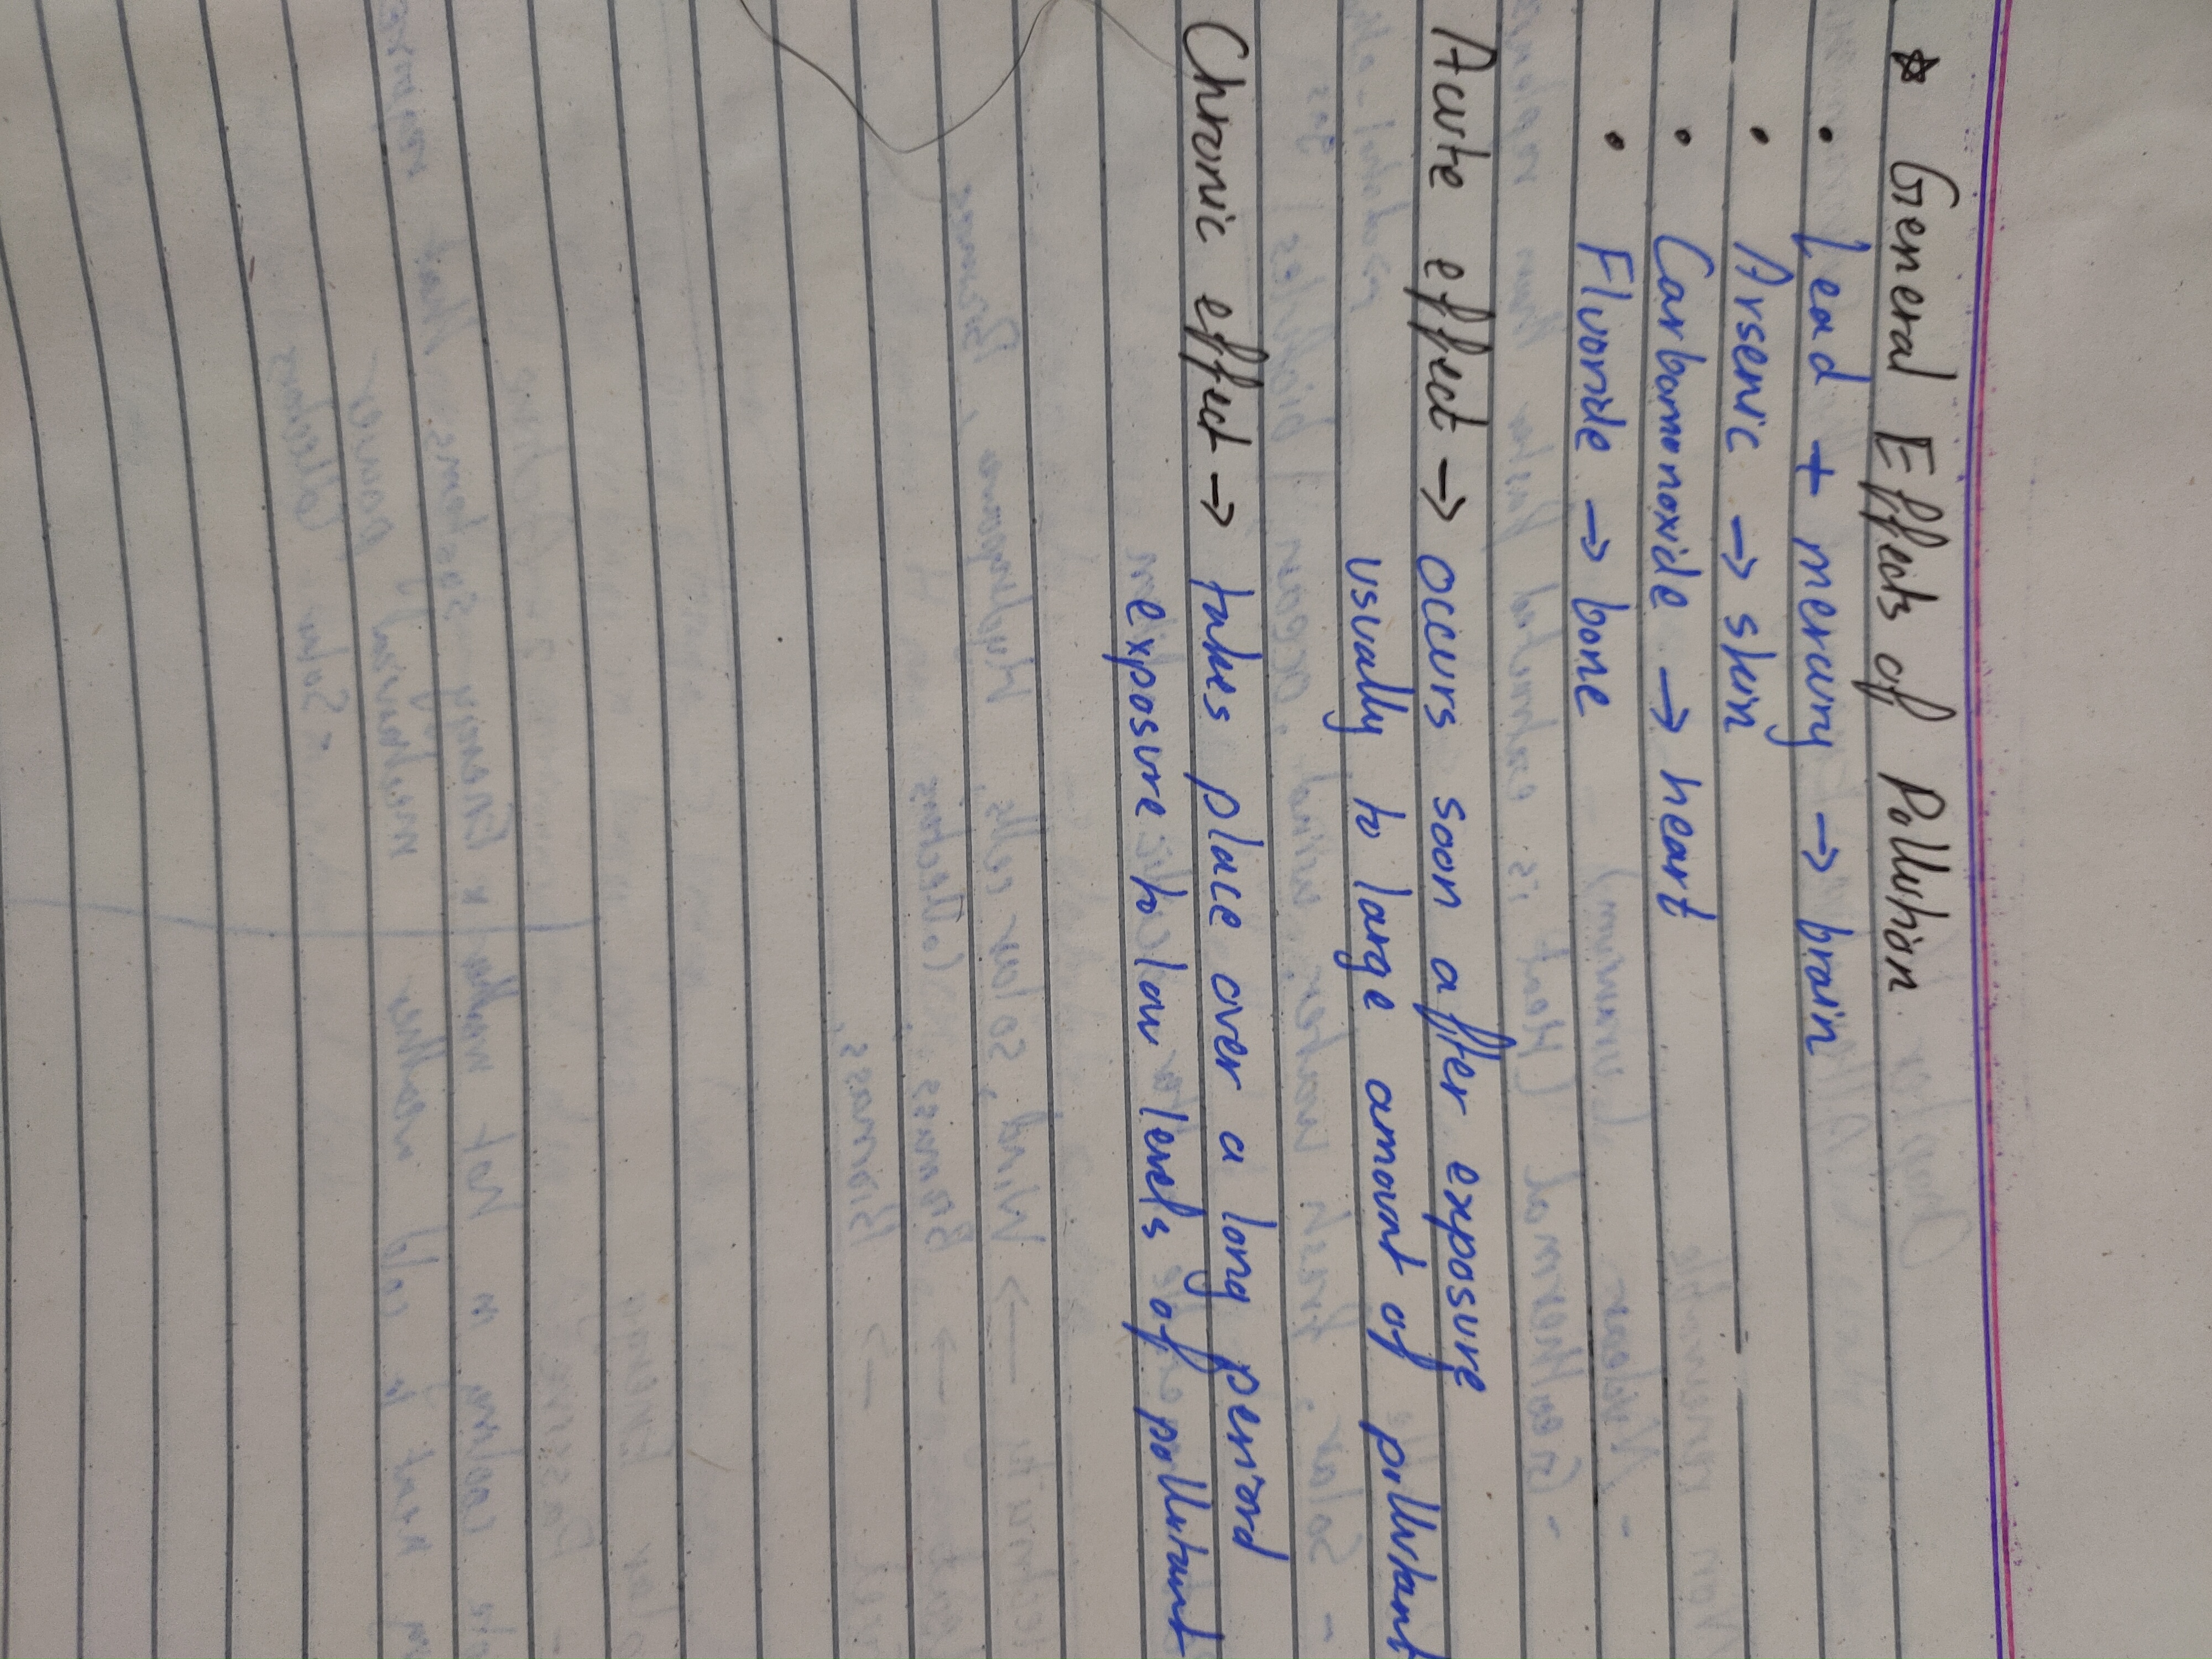 ☆ General Effects of Pollution
• Lead + mercury → brain
• Arsenic → skin
• Carbomonoxide → heart
• Fluoride → bone
Acute effect → occurs soon after exposure
usually to large amount of pollutant
Chronic effect → takes place over a long period
exposure to low levels of pollutant